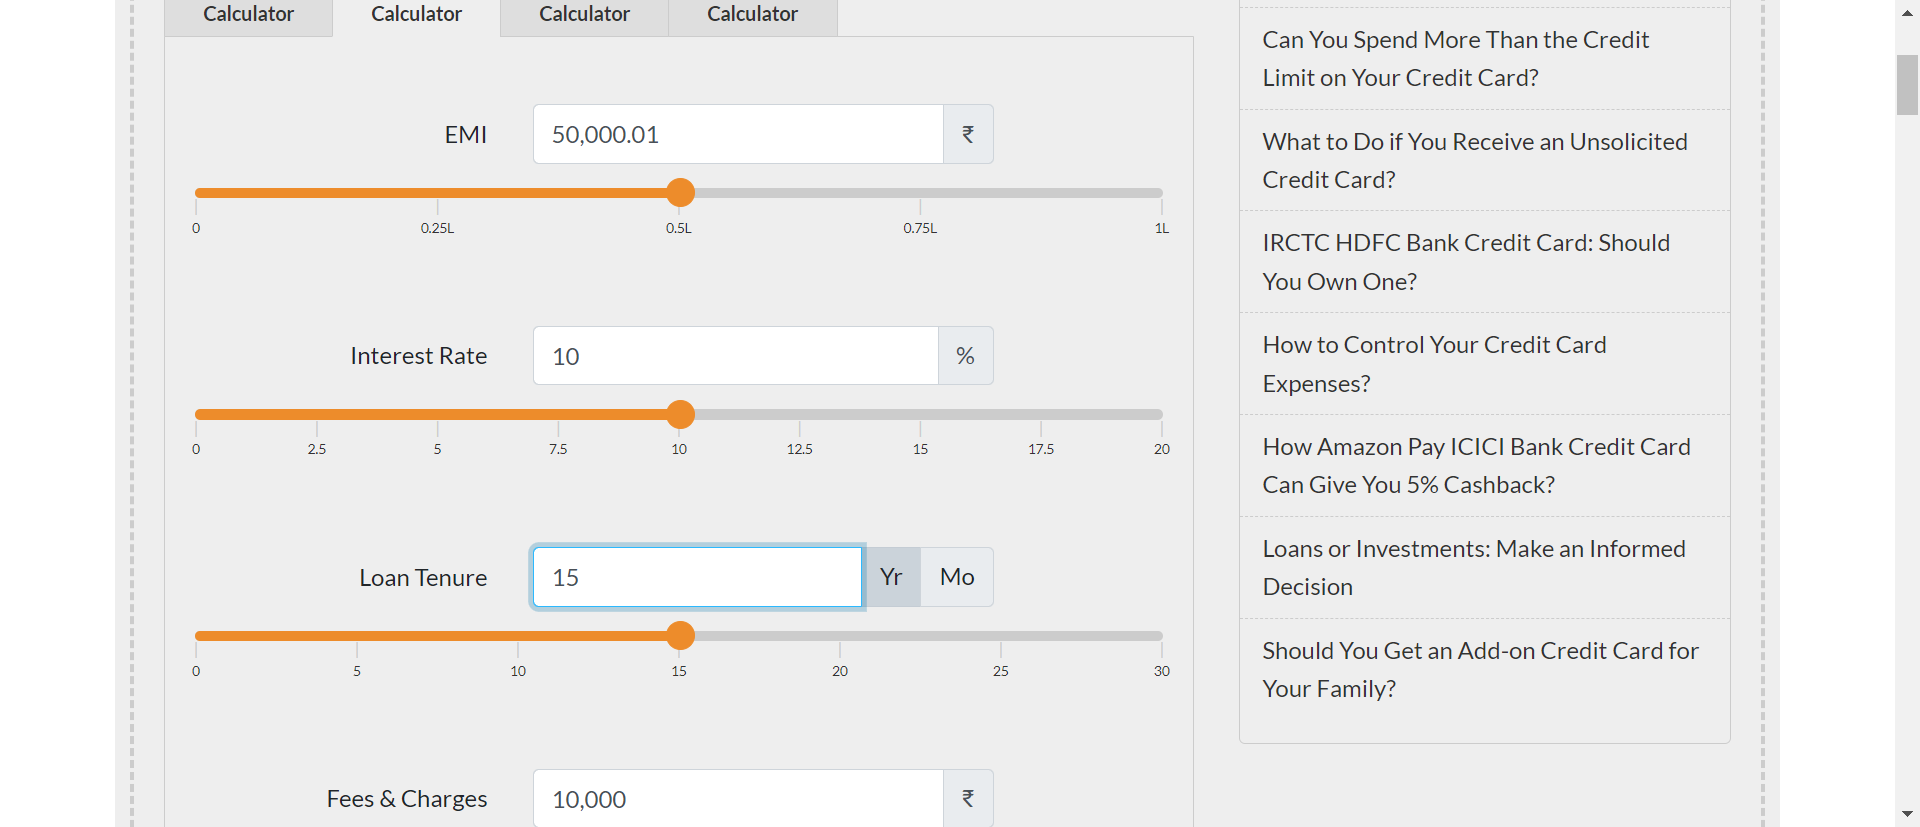 Calculator
Calculator
Calculator
Calculator
EMI
50,000.01
₹
0
0.25L
0.5L
0.75L
1L
Interest Rate
10
%
0
2.5
5
7.5
10
12.5
15
17.5
20
Loan Tenure
15
Yr
Mo
0
5
10
15
20
25
30
Fees & Charges
10,000
₹
Can You Spend More Than the Credit
Limit on Your Credit Card?
What to Do if You Receive an Unsolicited
Credit Card?
IRCTC HDFC Bank Credit Card: Should
You Own One?
How to Control Your Credit Card
Expenses?
How Amazon Pay ICICI Bank Credit Card
Can Give You 5% Cashback?
Loans or Investments: Make an Informed
Decision
Should You Get an Add-on Credit Card for
Your Family?